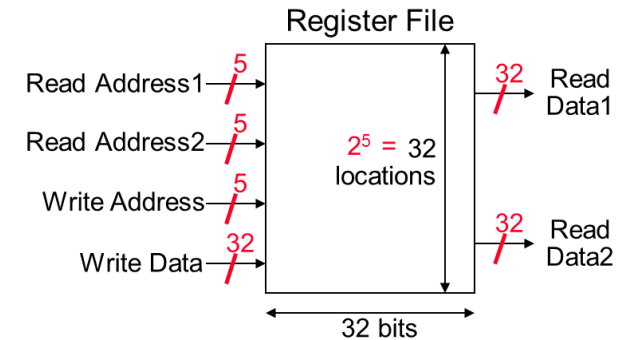 Register File
5
Read Address1
5
Read Address2
5
Write Address
32
Write Data
2⁵ = 32
locations
32
Read
Data1
32
Read
Data2
32 bits